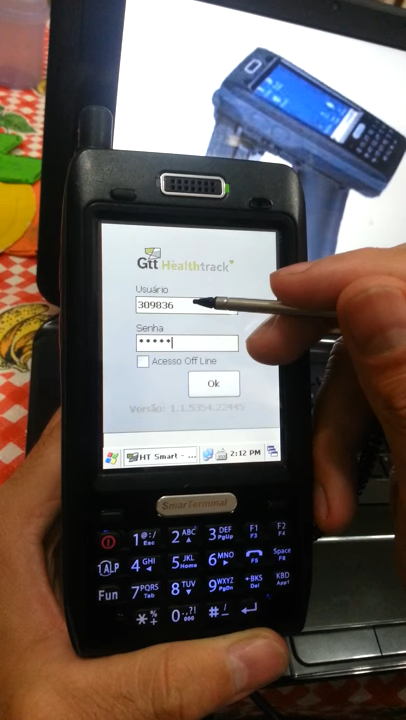 Gtt Healthtrack
Usuário
309836
Senha
*****
Acesso Off Line
Ok
Versão: 1.1.5354.22445
HT Smart - ...
2:12 PM
SmarTerminal
1 @:/ Esc
2 ABC
3 DEF PgUp
F1 F3
F2 F4
ALP
4 GHI
5 JKL Home
6 MNO
F5
Space F6
Fun
7 PQRS Tab
8 TUV
9 WXYZ PgDn
+BKS Del
KBD App1
*+%
0 .,?!
#-/